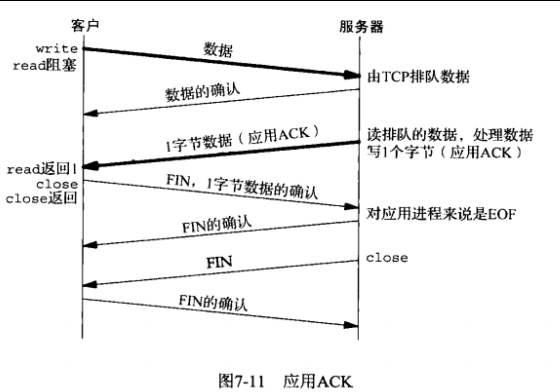 客户
服务器
write
read阻塞
数据
由TCP排队数据
数据的确认
1字节数据（应用ACK）
读排队的数据，处理数据
写1个字节（应用ACK）
read返回1
close
close返回
FIN，1字节数据的确认
对应用进程来说是EOF
FIN的确认
close
FIN
FIN的确认
图7-11 应用ACK